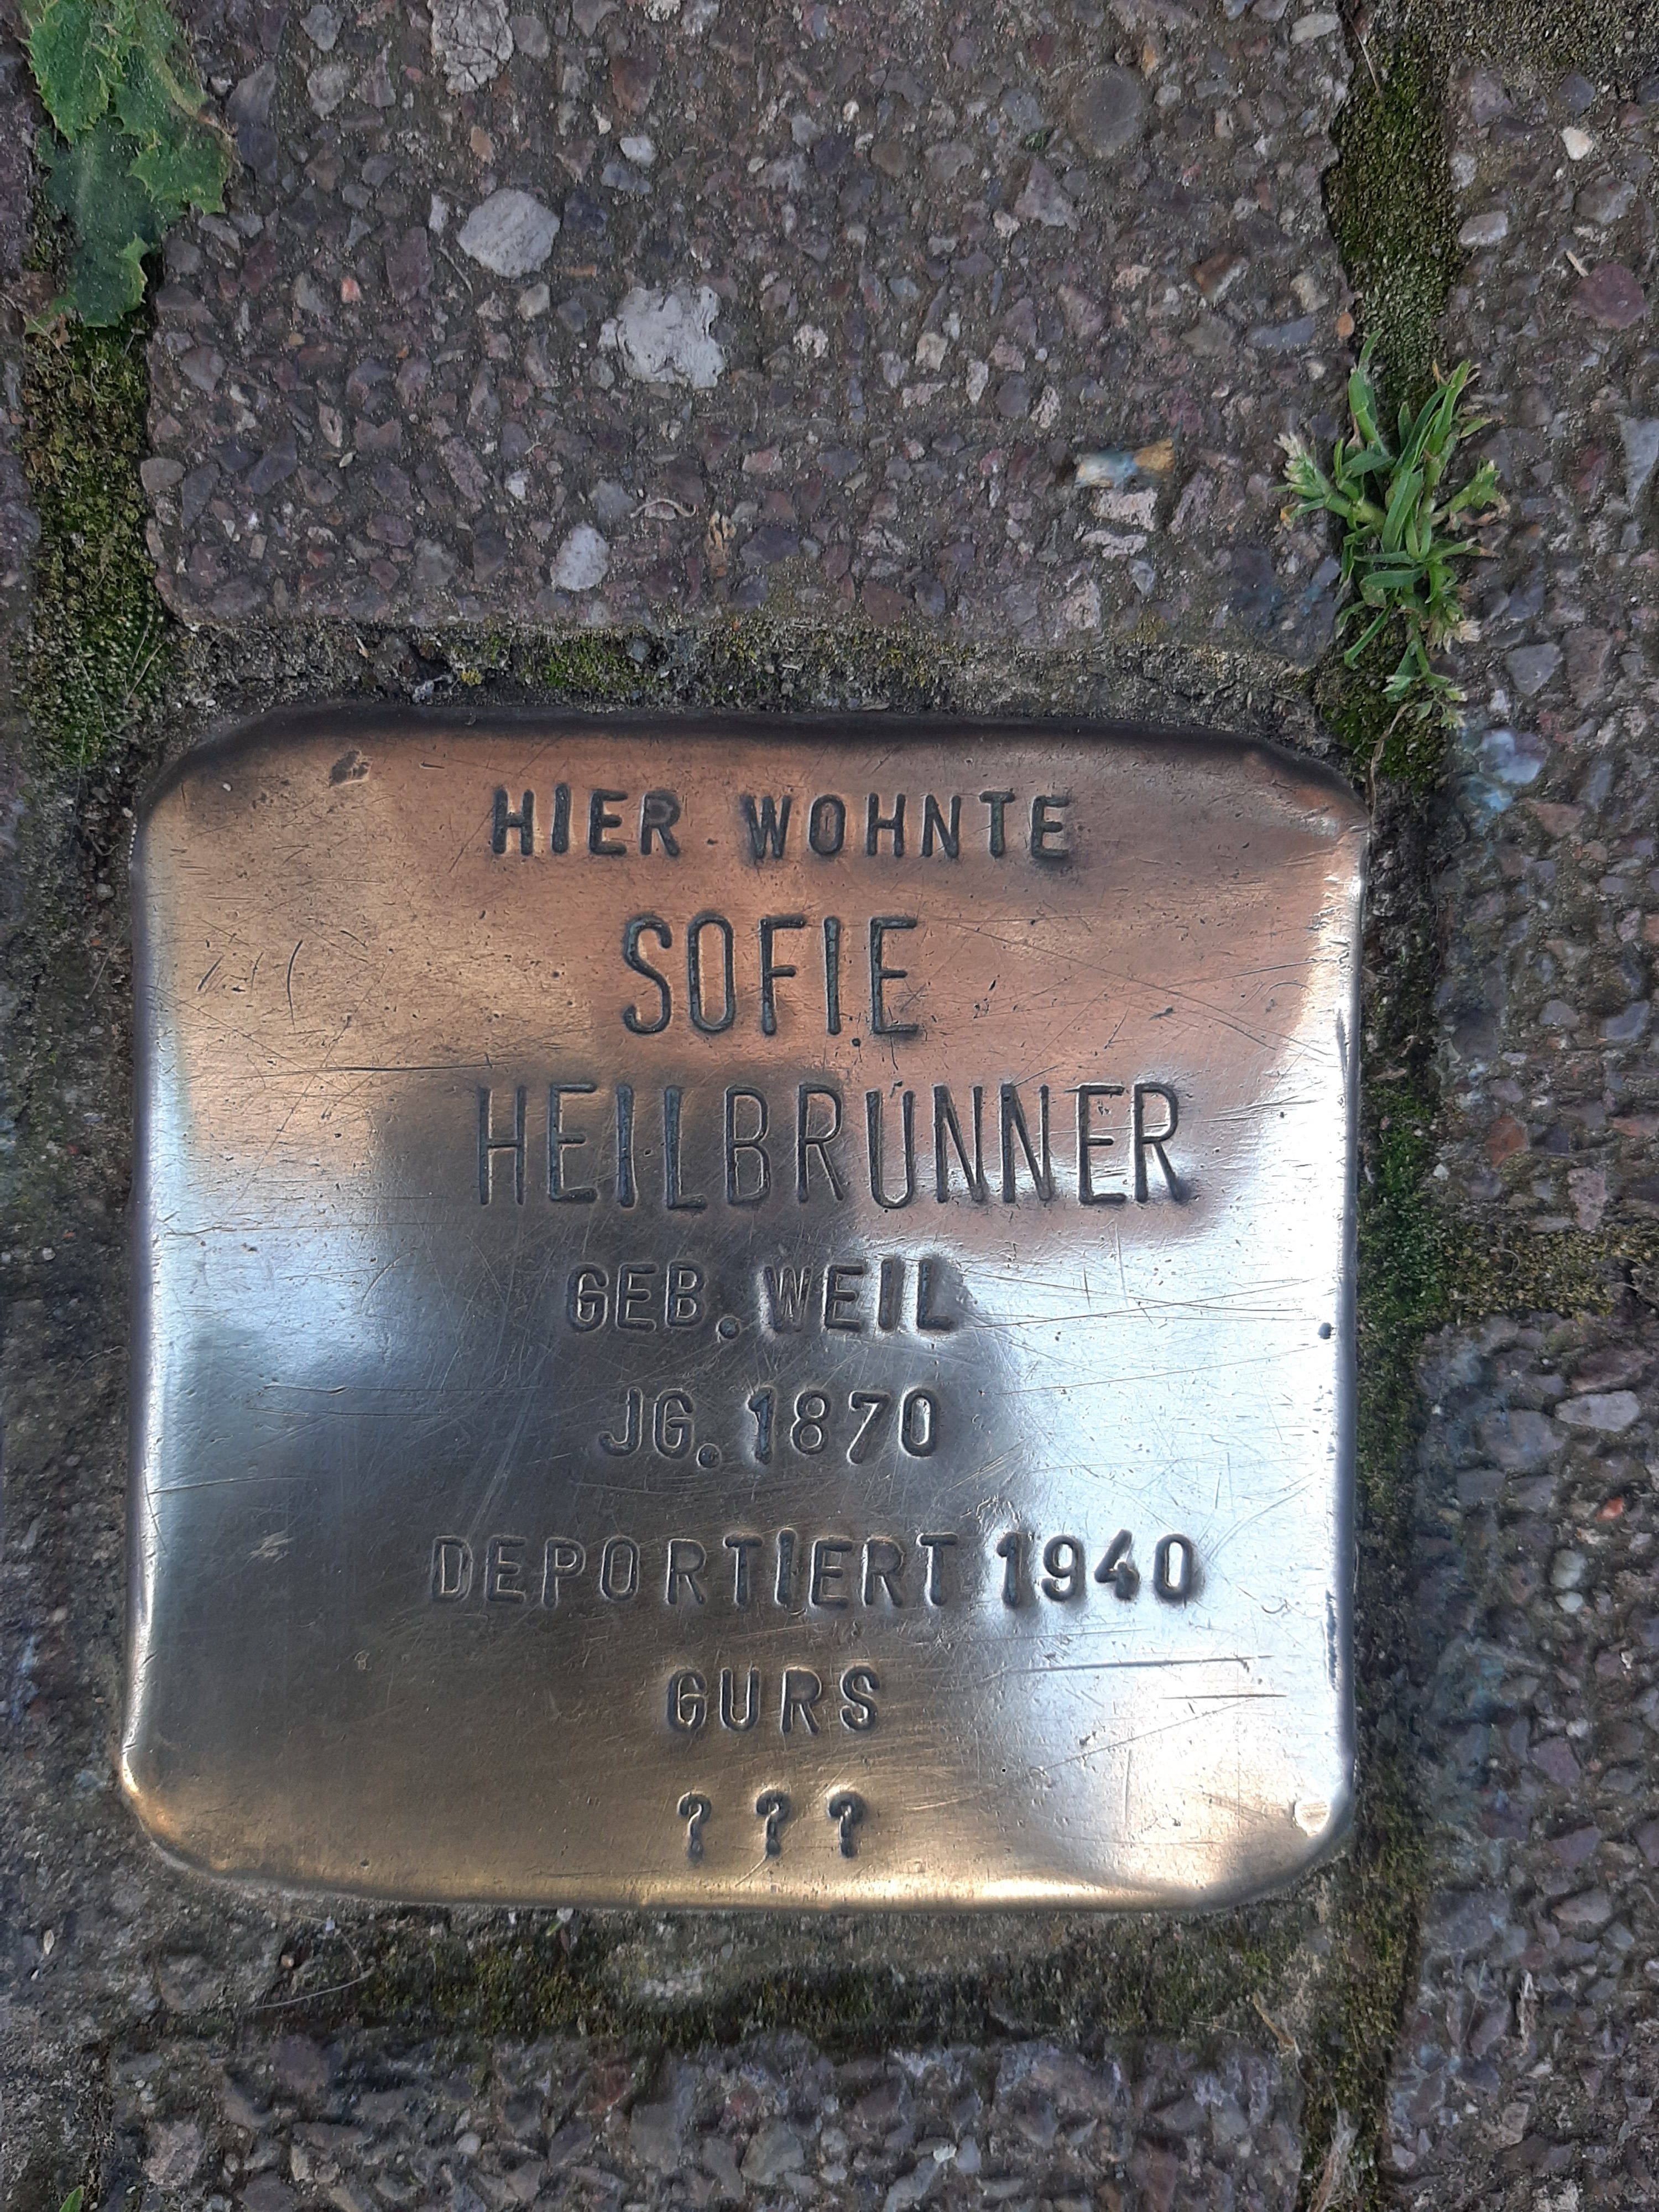 HIER WOHNTE
SOFIE
HEILBRUNNER
GEB. WEIL
JG. 1870
DEPORTIERT 1940
GURS
???